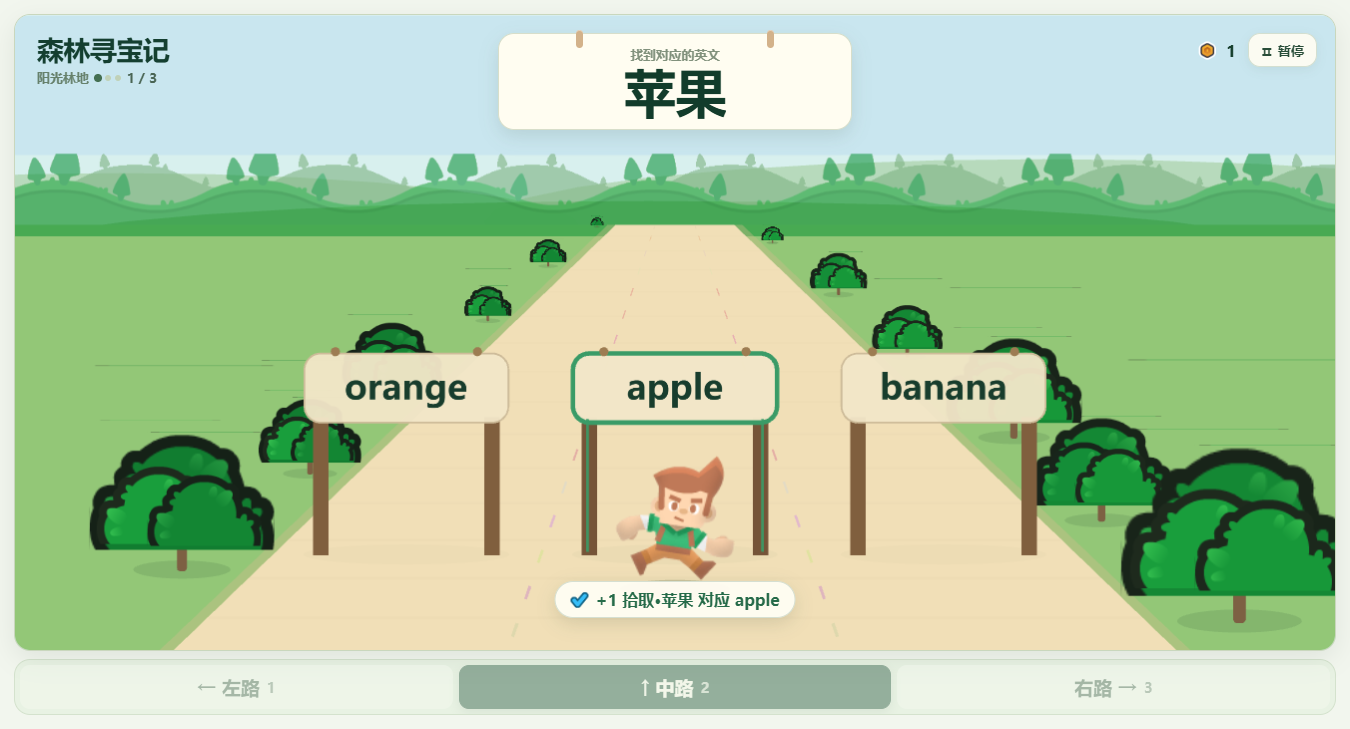 森林寻宝记
阳光林地 1 / 3
找到对应的英文
苹果
1
暂停
orange
apple
banana
+1 拾取·苹果 对应 apple
← 左路 1
↑ 中路 2
右路 → 3